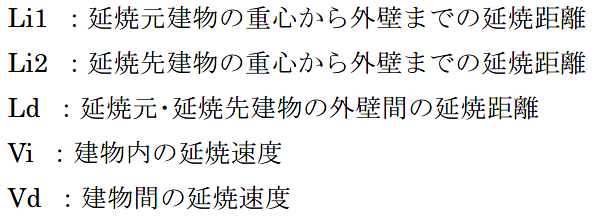 Li1 ：延焼元建物の重心から外壁までの延焼距離
Li2 ：延焼先建物の重心から外壁までの延焼距離
Ld ：延焼元･延焼先建物の外壁間の延焼距離
Vi ：建物内の延焼速度
Vd ：建物間の延焼速度